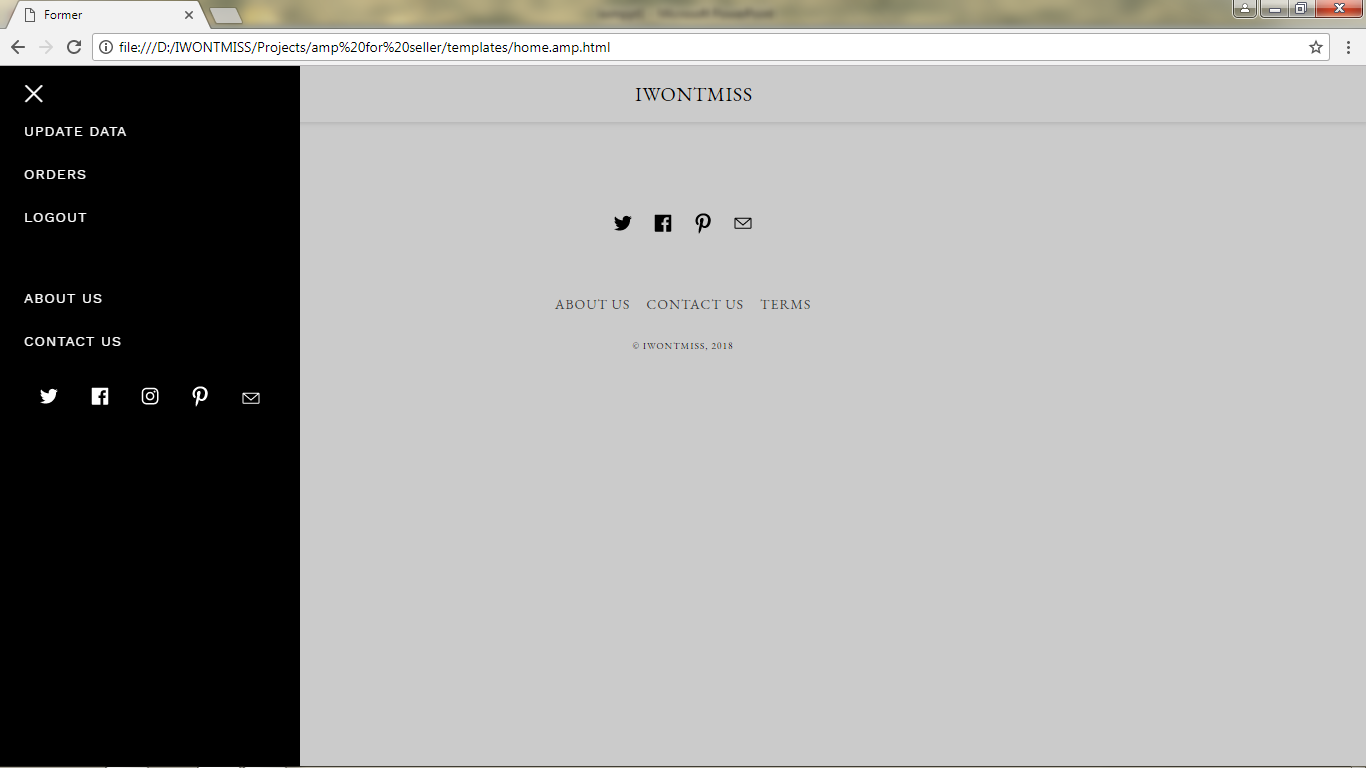 Former
file:///D:/IWONTMISS/Projects/amp%20for%20seller/templates/home.amp.html
IWONTMISS
UPDATE DATA
ORDERS
LOGOUT
ABOUT US
CONTACT US
ABOUT US CONTACT US TERMS
© IWONTMISS, 2018